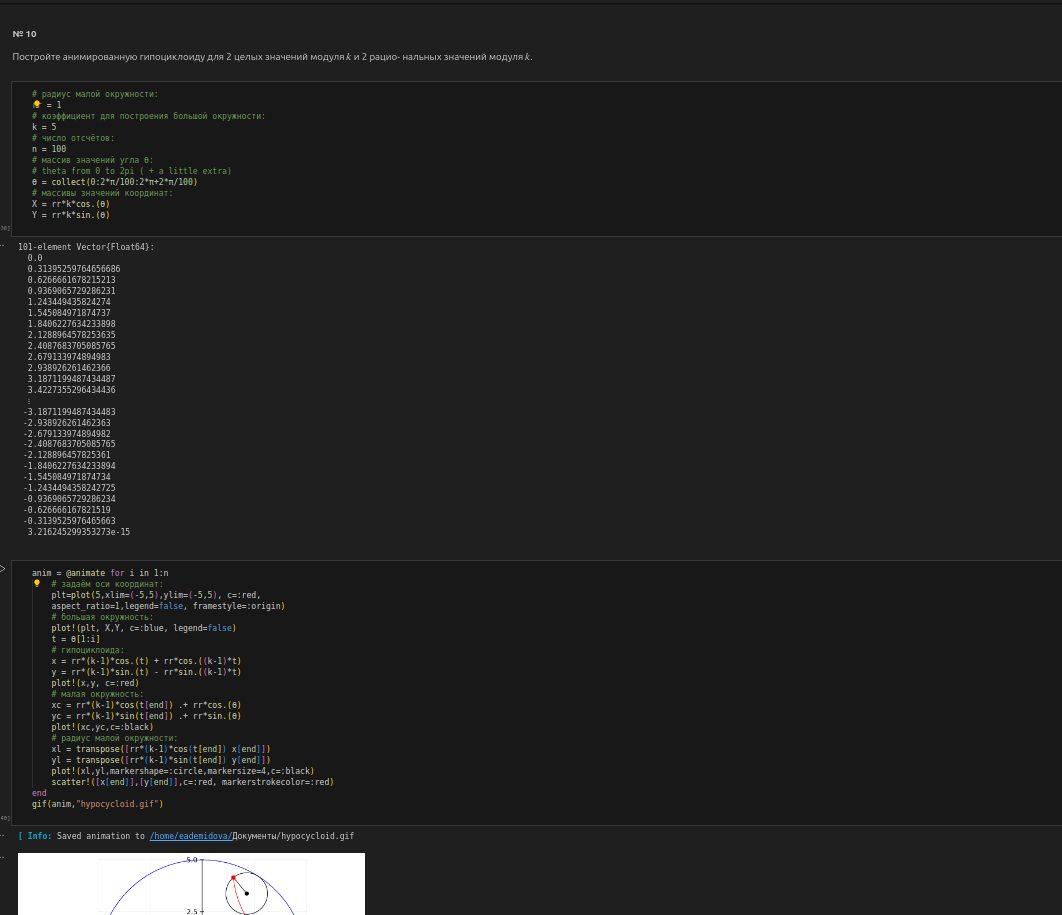 № 10
Постройте анимированную гипоциклоиду для 2 целых значений модуля k и 2 рацио- нальных значений модуля k.
# радиус малой окружности:
= 1
# коэффициент для построения большой окружности:
k = 5
# число отсчётов:
n = 100
# массив значений угла θ:
# theta from 0 to 2pi ( + a little extra)
θ = collect(0:2*π/100:2*π+2*π/100)
# массивы значений координат:
X = rr*k*cos.(θ)
Y = rr*k*sin.(θ)
101-element Vector{Float64}:
0.0
0.31395259764656686
0.6266661678215213
0.9369065729286231
1.243449435824274
1.545084971874737
1.8406227634233898
2.1288964578253635
2.4087683705085765
2.679133974894983
2.938926261462366
3.1871199487434487
3.4227355296434436
⋮
-3.1871199487434483
-2.938926261462363
-2.679133974894982
-2.4087683705085765
-2.128896457825361
-1.8406227634233894
-1.545084971874734
-1.2434494358242725
-0.9369065729286234
-0.626666167821519
-0.3139525976465663
3.216245299353273e-15
anim = @animate for i in 1:n
# задаём оси координат:
plt=plot(5,xlim=(-5,5),ylim=(-5,5), c=:red,
aspect_ratio=1,legend=false, framestyle=:origin)
# большая окружность:
plot!(plt, X,Y, c=:blue, legend=false)
t = θ[1:i]
# гипоциклоида:
x = rr*(k-1)*cos.(t) + rr*cos.((k-1)*t)
y = rr*(k-1)*sin.(t) - rr*sin.((k-1)*t)
plot!(x,y, c=:red)
# малая окружность:
xc = rr*(k-1)*cos(t[end]) .+ rr*cos.(θ)
yc = rr*(k-1)*sin(t[end]) .+ rr*sin.(θ)
plot!(xc,yc,c=:black)
# радиус малой окружности:
xl = transpose([rr*(k-1)*cos(t[end]) x[end]])
yl = transpose([rr*(k-1)*sin(t[end]) y[end]])
plot!(xl,yl,markershape=:circle,markersize=4,c=:black)
scatter!([x[end]],[y[end]],c=:red, markerstrokecolor=:red)
end
gif(anim,"hypocycloid.gif")
[ Info: Saved animation to /home/eademidova/Документы/hypocycloid.gif
5.0
2.5